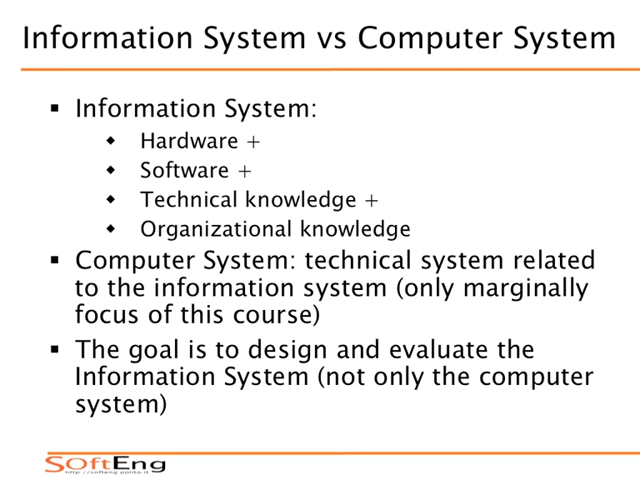 Information System vs Computer System
▪ Information System:
◆ Hardware +
◆ Software +
◆ Technical knowledge +
◆ Organizational knowledge
▪ Computer System: technical system related
to the information system (only marginally
focus of this course)
▪ The goal is to design and evaluate the
Information System (not only the computer
system)
SOftEng
http://softeng.polito.it